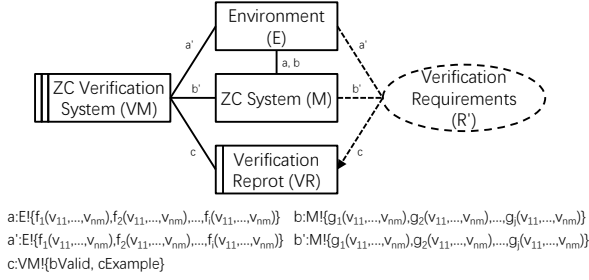 Environment
(E)
a'
a'
a, b
ZC Verification
System (VM)
b'
ZC System (M)
b'
Verification
Requirements
(R')
c
c
Verification
Reprot (VR)
a:E!{f₁(v₁₁,...,vₙₘ),f₂(v₁₁,...,vₙₘ),...,fᵢ(v₁₁,...,vₙₘ)} b:M!{g₁(v₁₁,...,vₙₘ),g₂(v₁₁,...,vₙₘ),...,gⱼ(v₁₁,...,vₙₘ)}
a':E!{f₁(v₁₁,...,vₙₘ),f₂(v₁₁,...,vₙₘ),...,fᵢ(v₁₁,...,vₙₘ)} b':M!{g₁(v₁₁,...,vₙₘ),g₂(v₁₁,...,vₙₘ),...,gⱼ(v₁₁,...,vₙₘ)}
c:VM!{bValid, cExample}